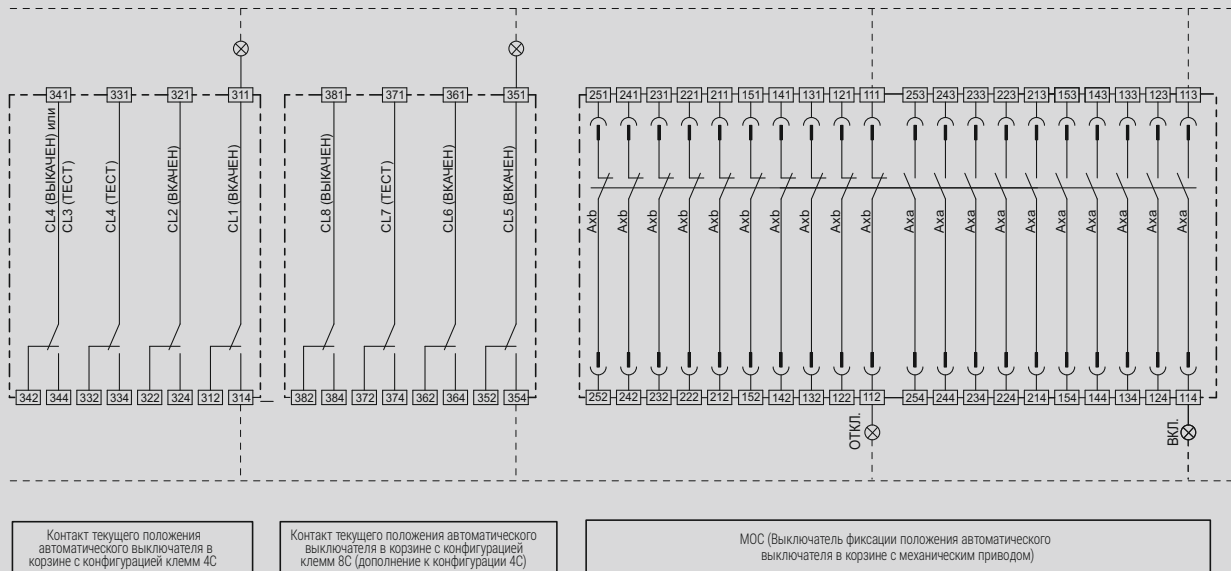 341 331 321 311 381 371 361 351 251 241 231 221 211 151 141 131 121 111 253 243 233 223 213 153 143 133 123 113
CL4 (ВЫКАЧЕН) или
CL3 (ТЕСТ)
CL4 (ТЕСТ)
CL2 (ВКАЧЕН)
CL1 (ВКАЧЕН)
CL8 (ВЫКАЧЕН)
CL7 (ТЕСТ)
CL6 (ВКАЧЕН)
CL5 (ВКАЧЕН)
Axb Axb Axb Axb Axb Axb Axb Axb Axb Axb Axa Axa Axa Axa Axa Axa Axa Axa Axa Axa
342 344 332 334 322 324 312 314 382 384 372 374 362 364 352 354 252 242 232 222 212 152 142 132 122 112 254 244 234 224 214 154 144 134 124 114
ОТКЛ.
ВКЛ.
Контакт текущего положения
автоматического выключателя в
корзине с конфигурацией клемм 4С
Контакт текущего положения автоматического
выключателя в корзине с конфигурацией
клемм 8С (дополнение к конфигурации 4С)
МОС (Выключатель фиксации положения автоматического
выключателя в корзине с механическим приводом)